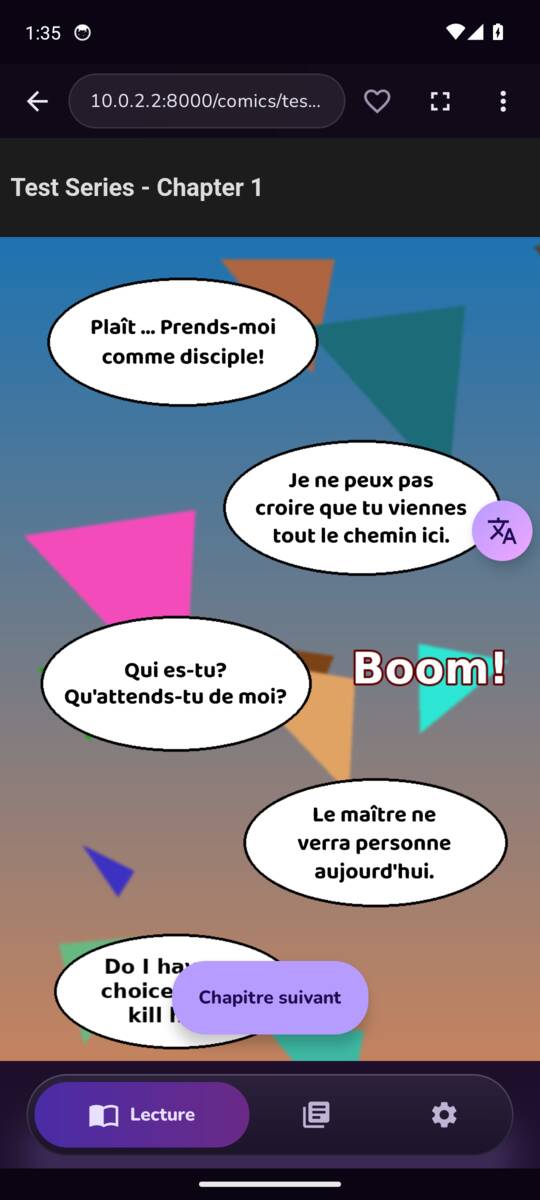 1:35
10.0.2.2:8000/comics/tes...
Test Series - Chapter 1
Plaît ... Prends-moi
comme disciple!
Je ne peux pas
croire que tu viennes
tout le chemin ici.
Qui es-tu?
Qu'attends-tu de moi?
Boom!
Le maître ne
verra personne
aujourd'hui.
Do I
choice
kill
Chapitre suivant
Lecture